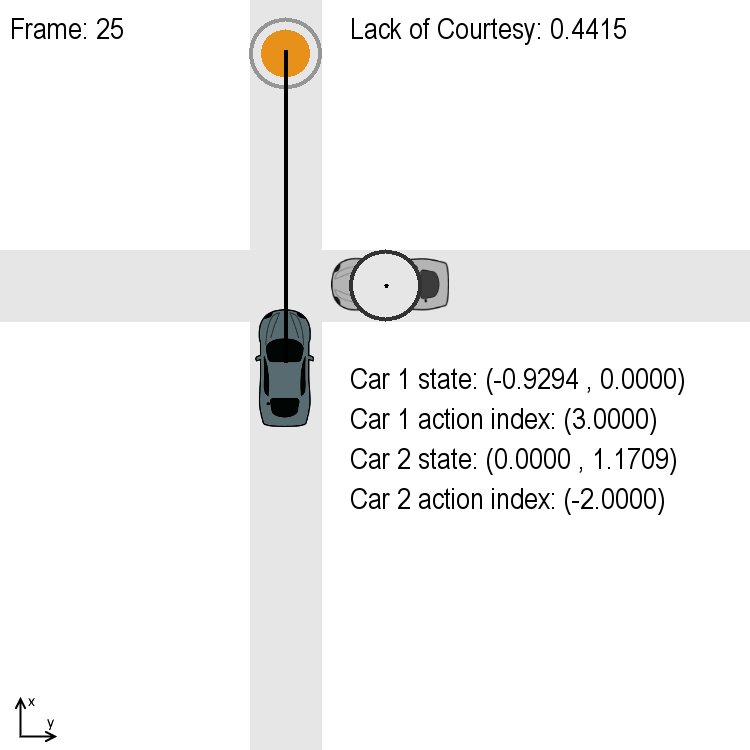 Frame: 25
Lack of Courtesy: 0.4415
Car 1 state: (-0.9294 , 0.0000)
Car 1 action index: (3.0000)
Car 2 state: (0.0000 , 1.1709)
Car 2 action index: (-2.0000)
x
y